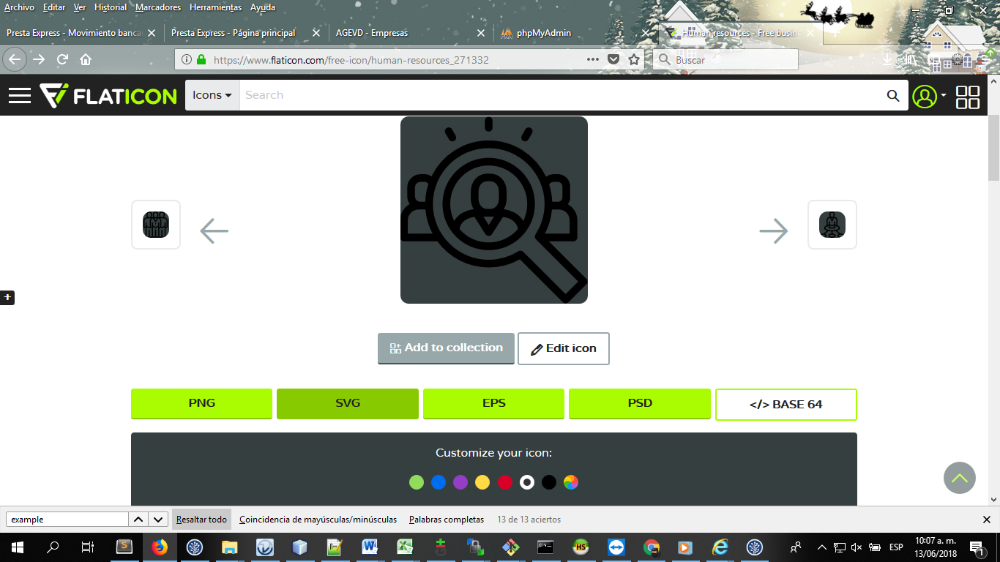 Archivo Editar Ver Historial Marcadores Herramientas Ayuda
Presta Express - Movimiento banca
Presta Express - Página principal
AGEVD - Empresas
phpMyAdmin
Human resources - Free busine
https://www.flaticon.com/free-icon/human-resources_271332
Buscar
FLATICON
Icons
Search
Add to collection
Edit icon
PNG
SVG
EPS
PSD
</> BASE 64
Customize your icon:
example
Resaltar todo
Coincidencia de mayúsculas/minúsculas
Palabras completas
13 de 13 aciertos
ESP
10:07 a. m.
13/06/2018